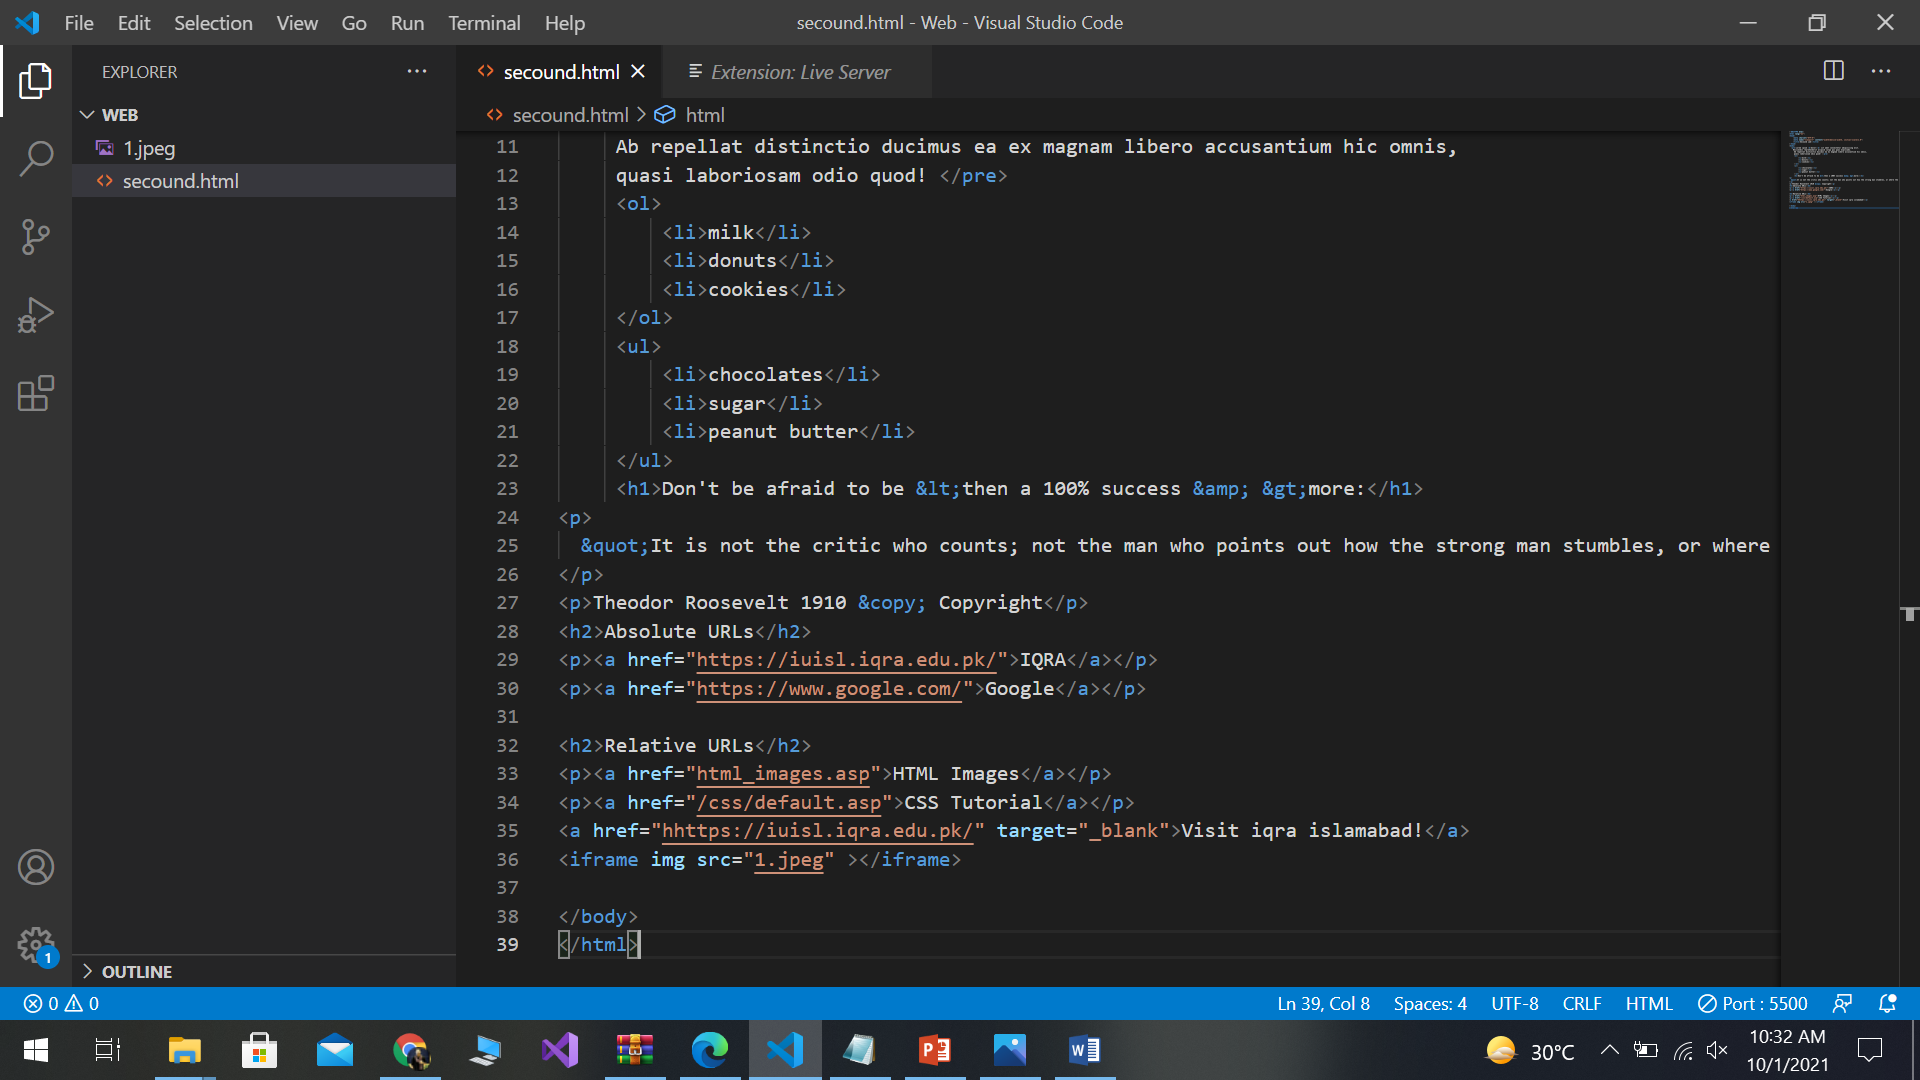 File Edit Selection View Go Run Terminal Help
secound.html - Web - Visual Studio Code
EXPLORER
WEB
1.jpeg
secound.html
OUTLINE
secound.html
Extension: Live Server
secound.html > html
11 Ab repellat distinctio ducimus ea ex magnam libero accusantium hic omnis,
12 quasi laboriosam odio quod! </pre>
13 <ol>
14 <li>milk</li>
15 <li>donuts</li>
16 <li>cookies</li>
17 </ol>
18 <ul>
19 <li>chocolates</li>
20 <li>sugar</li>
21 <li>peanut butter</li>
22 </ul>
23 <h1>Don't be afraid to be &lt;then a 100% success &amp; &gt;more:</h1>
24 <p>
25 &quot;It is not the critic who counts; not the man who points out how the strong man stumbles, or where
26 </p>
27 <p>Theodor Roosevelt 1910 &copy; Copyright</p>
28 <h2>Absolute URLs</h2>
29 <p><a href="https://iuisl.iqra.edu.pk/">IQRA</a></p>
30 <p><a href="https://www.google.com/">Google</a></p>
31
32 <h2>Relative URLs</h2>
33 <p><a href="html_images.asp">HTML Images</a></p>
34 <p><a href="/css/default.asp">CSS Tutorial</a></p>
35 <a href="hhttps://iuisl.iqra.edu.pk/" target="_blank">Visit iqra islamabad!</a>
36 <iframe img src="1.jpeg" ></iframe>
37
38 </body>
39 </html>
1
0 0
Ln 39, Col 8 Spaces: 4 UTF-8 CRLF HTML Port : 5500
30°C
10:32 AM
10/1/2021